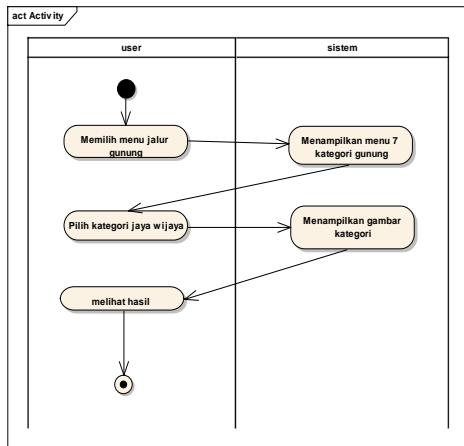 act Activity
user
sistem
Memilih menu jalur
gunung
Menampilkan menu 7
kategori gunung
Pilih kategori jaya wijaya
Menampilkan gambar
kategori
melihat hasil